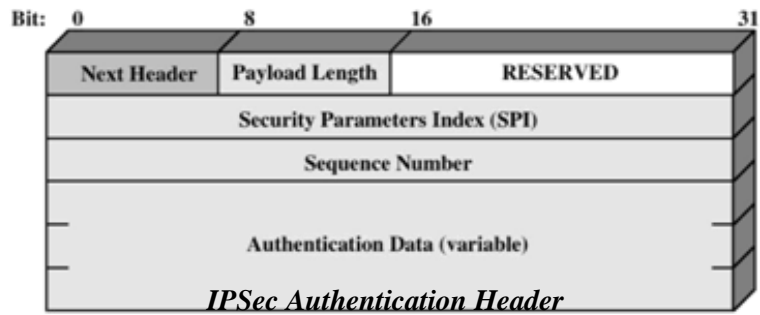 Bit: 0 8 16 31
Next Header Payload Length RESERVED
Security Parameters Index (SPI)
Sequence Number
Authentication Data (variable)
IPSec Authentication Header